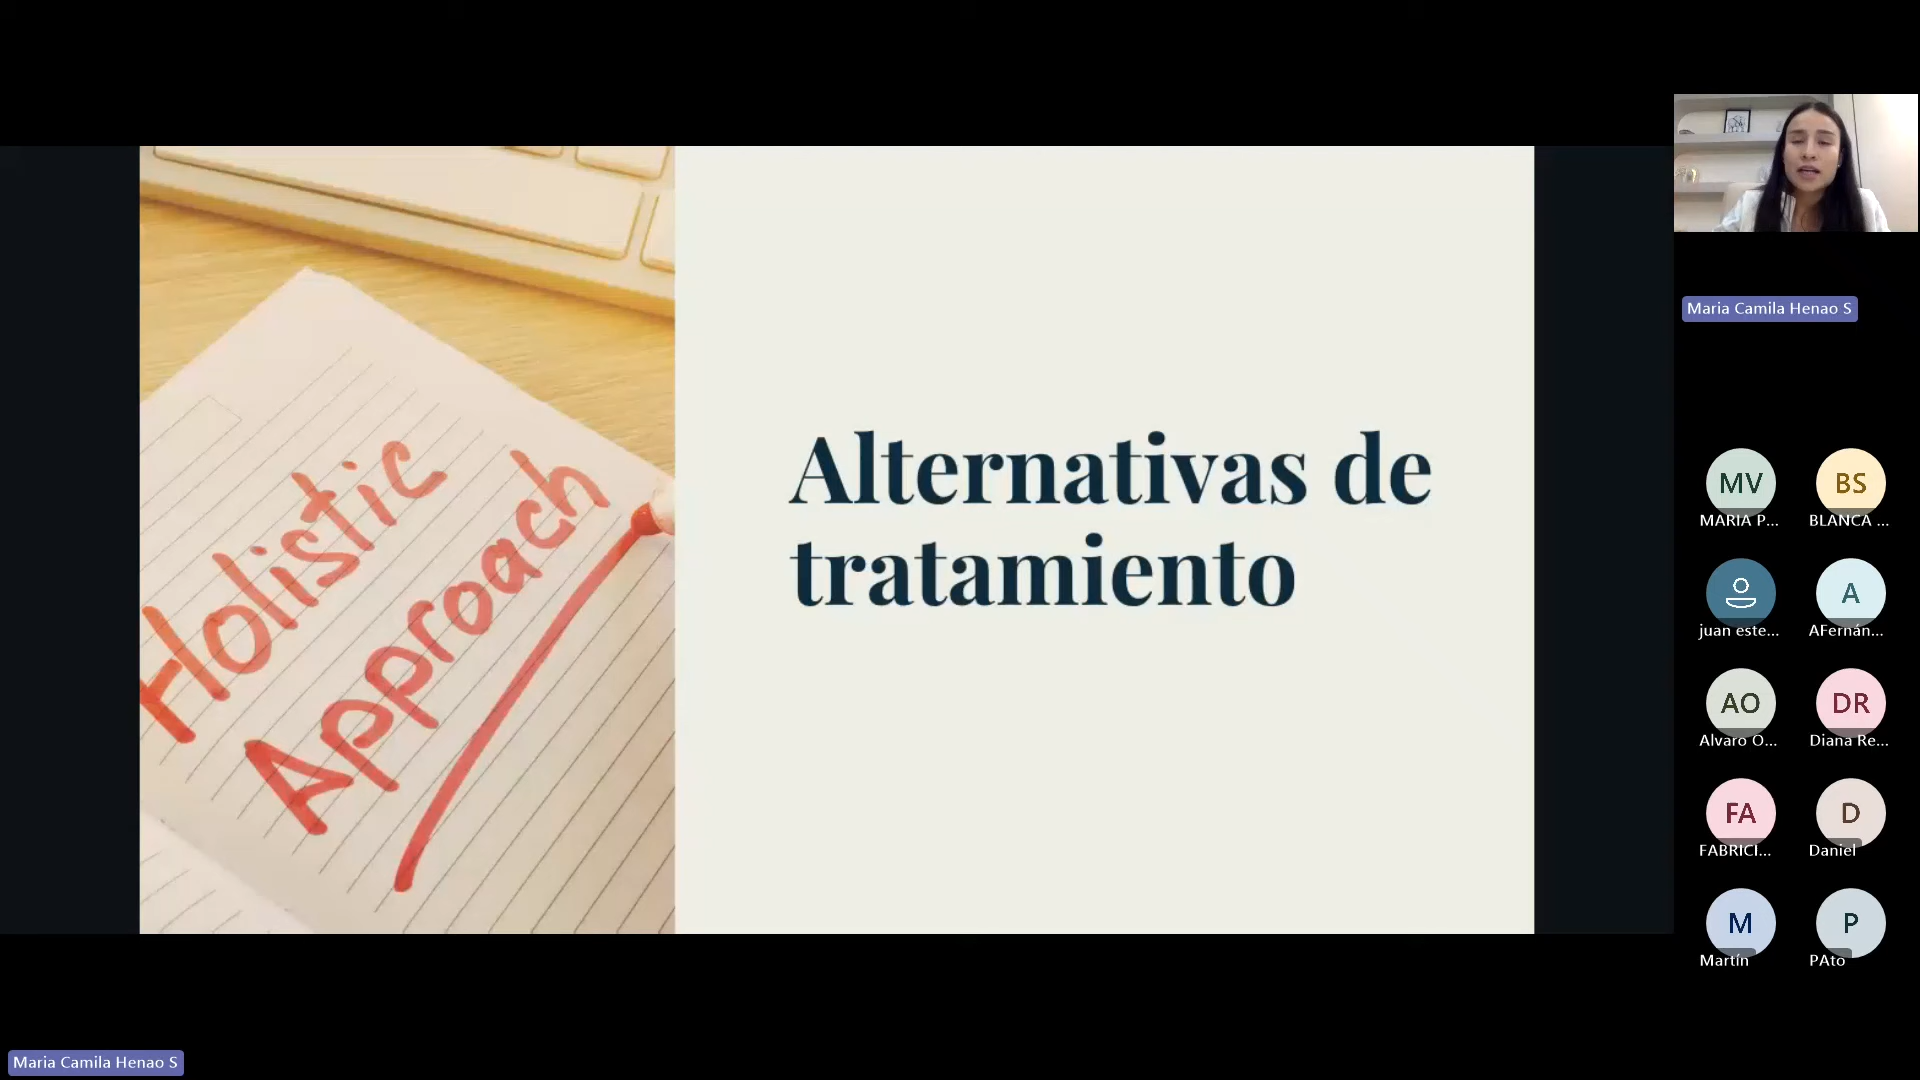 Holistic
Approach
Alternativas de
tratamiento
Maria Camila Henao S
MV
MARIA P...
BS
BLANCA ...
juan este...
A
AFernán...
AO
Alvaro O...
DR
Diana Re...
FA
FABRICI...
D
Daniel
M
Martín
P
PAto
Maria Camila Henao S